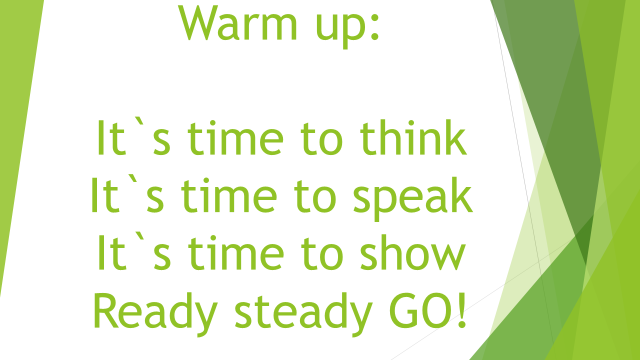 Warm up:
It`s time to think
It`s time to speak
It`s time to show
Ready steady GO!